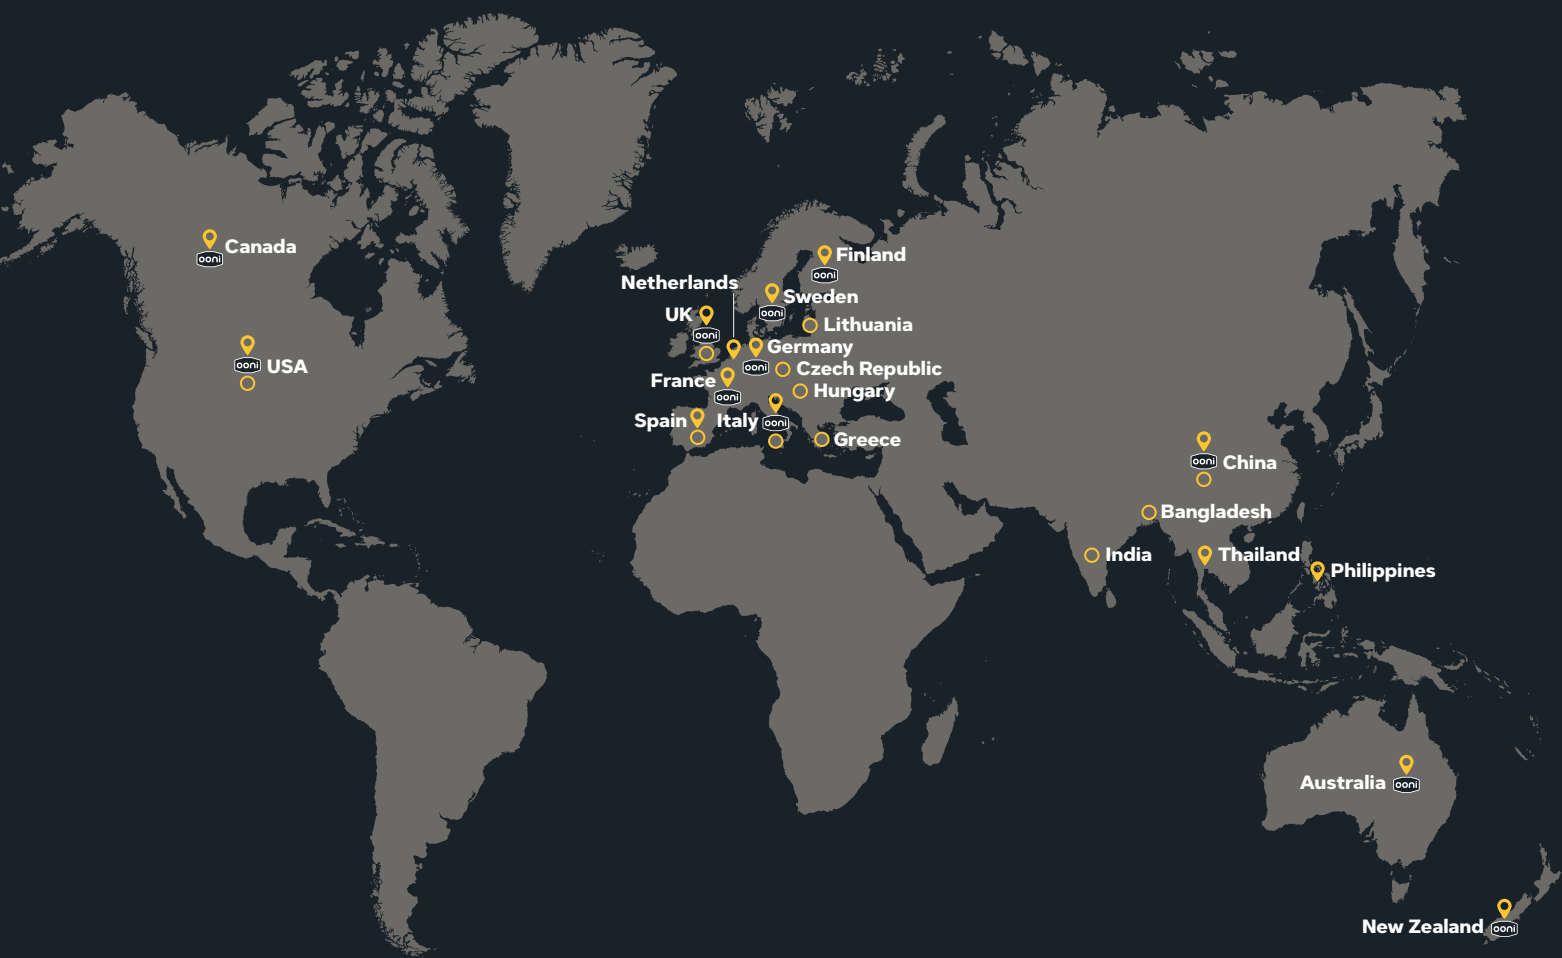 Canada
ooni
ooni
USA
Finland
ooni
Netherlands
Sweden
ooni
UK
ooni
Lithuania
Germany
ooni
Czech Republic
France
ooni
Hungary
Spain
Italy
ooni
Greece
ooni
China
Bangladesh
India
Thailand
Philippines
Australia
ooni
New Zealand
ooni